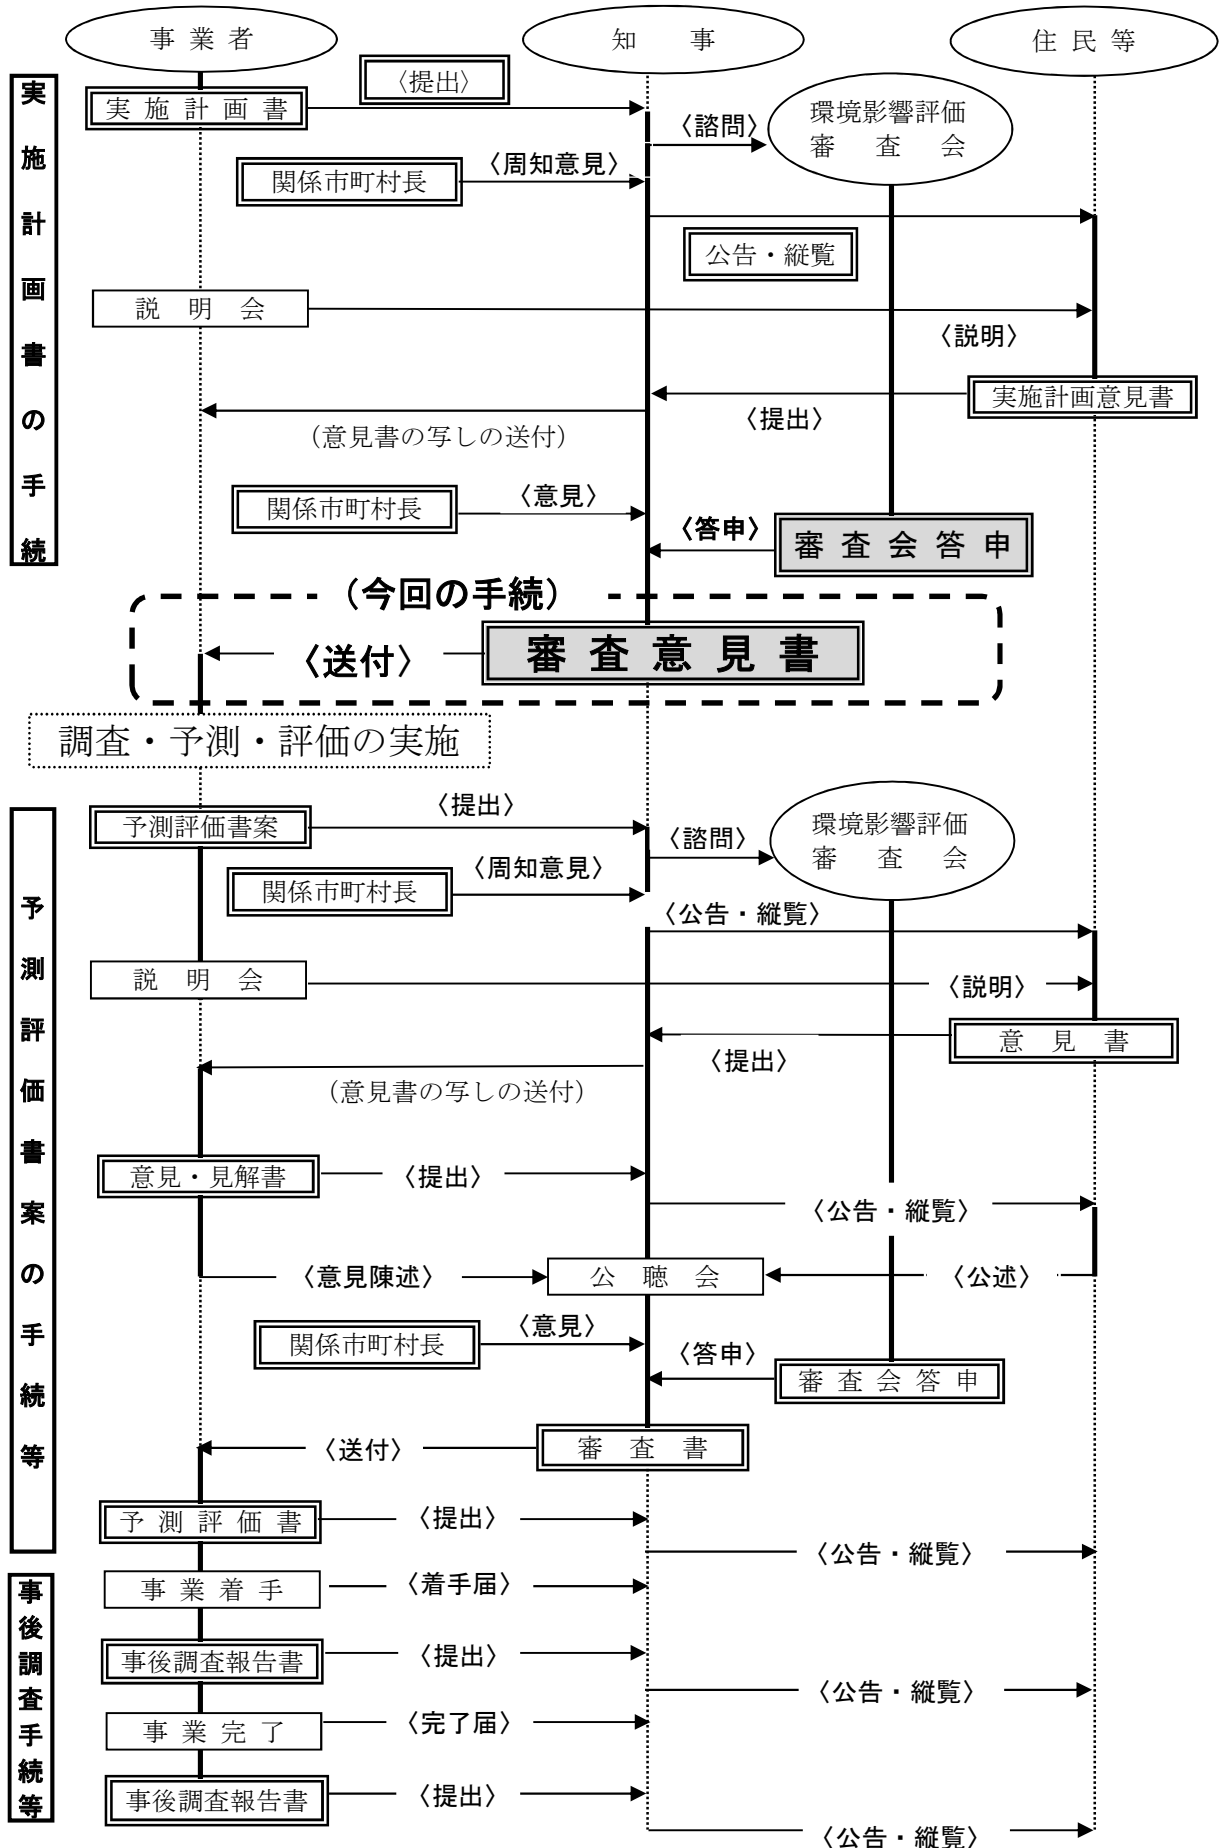 事業者
知事
住民等
実施計画書の手続
〈提出〉
実施計画書
〈諮問〉
環境影響評価
審査会
〈周知意見〉
関係市町村長
公告・縦覧
説明会
〈説明〉
実施計画意見書
〈提出〉
（意見書の写しの送付）
関係市町村長
〈意見〉
〈答申〉
審査会答申
（今回の手続）
〈送付〉
審査意見書
調査・予測・評価の実施
予測評価書案の手続等
予測評価書案
〈提出〉
〈諮問〉
環境影響評価
審査会
〈周知意見〉
関係市町村長
〈公告・縦覧〉
説明会
〈説明〉
意見書
〈提出〉
（意見書の写しの送付）
意見・見解書
〈提出〉
〈公告・縦覧〉
〈意見陳述〉
公聴会
〈公述〉
関係市町村長
〈意見〉
〈答申〉
審査会答申
〈送付〉
審査書
予測評価書
〈提出〉
〈公告・縦覧〉
事後調査手続等
事業着手
〈着手届〉
事後調査報告書
〈提出〉
〈公告・縦覧〉
事業完了
〈完了届〉
事後調査報告書
〈提出〉
〈公告・縦覧〉